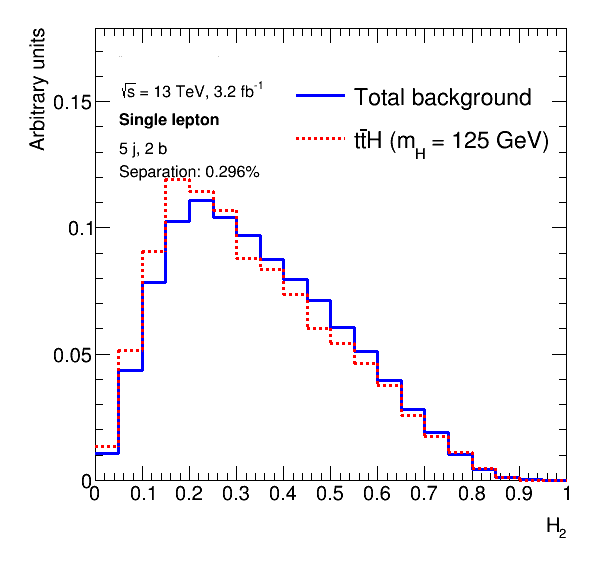 Arbitrary units
√s = 13 TeV, 3.2 fb⁻¹
Single lepton
5 j, 2 b
Separation: 0.296%
Total background
tt̄H (m_H = 125 GeV)
0.15
0.1
0.05
0
0 0.1 0.2 0.3 0.4 0.5 0.6 0.7 0.8 0.9 1
H₂